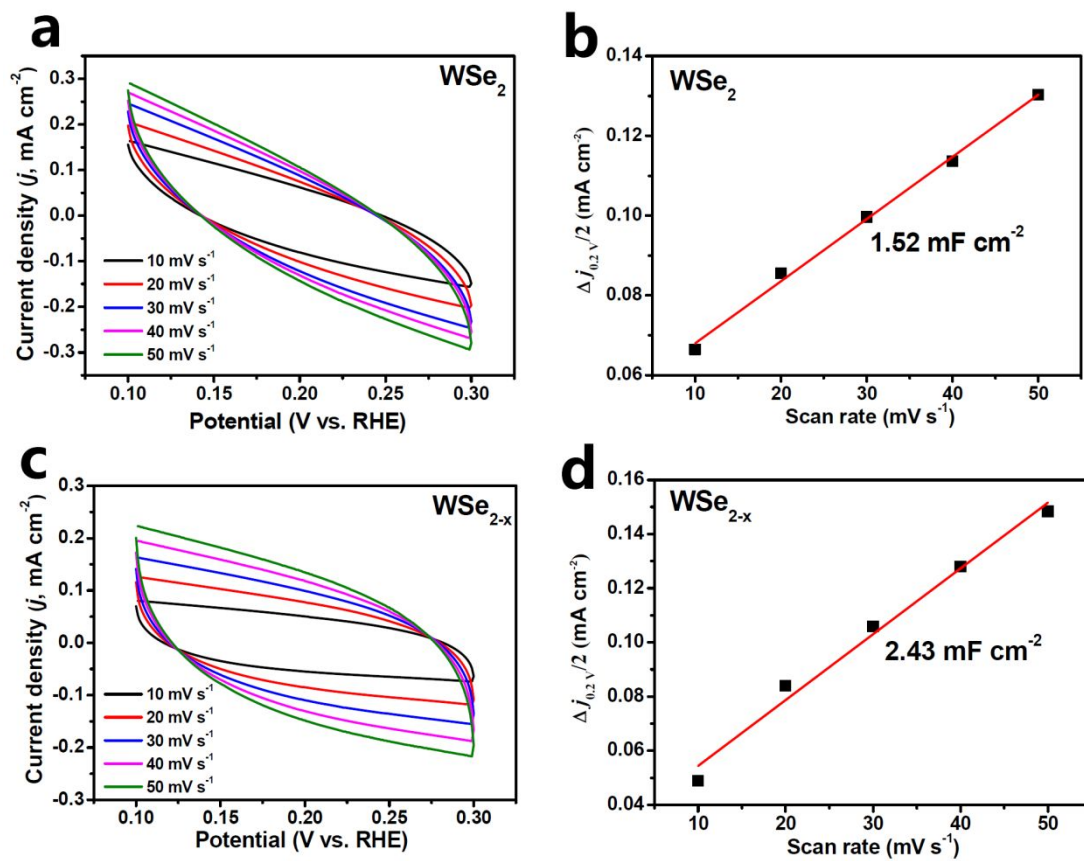 a
WSe₂
Current density (j, mA cm⁻²)
0.3
0.2
0.1
0.0
-0.1
-0.2
-0.3
10 mV s⁻¹
20 mV s⁻¹
30 mV s⁻¹
40 mV s⁻¹
50 mV s⁻¹
0.10 0.15 0.20 0.25 0.30
Potential (V vs. RHE)
b
WSe₂
Δ j₀.₂ ᵥ/2 (mA cm⁻²)
0.14
0.12
0.10
0.08
0.06
1.52 mF cm⁻²
10 20 30 40 50
Scan rate (mV s⁻¹)
c
WSe₂₋ₓ
Current density (j, mA cm⁻²)
0.3
0.2
0.1
0.0
-0.1
-0.2
-0.3
10 mV s⁻¹
20 mV s⁻¹
30 mV s⁻¹
40 mV s⁻¹
50 mV s⁻¹
0.10 0.15 0.20 0.25 0.30
Potential (V vs. RHE)
d
WSe₂₋ₓ
Δ j₀.₂ ᵥ/2 (mA cm⁻²)
0.16
0.14
0.12
0.10
0.08
0.06
0.04
2.43 mF cm⁻²
10 20 30 40 50
Scan rate (mV s⁻¹)